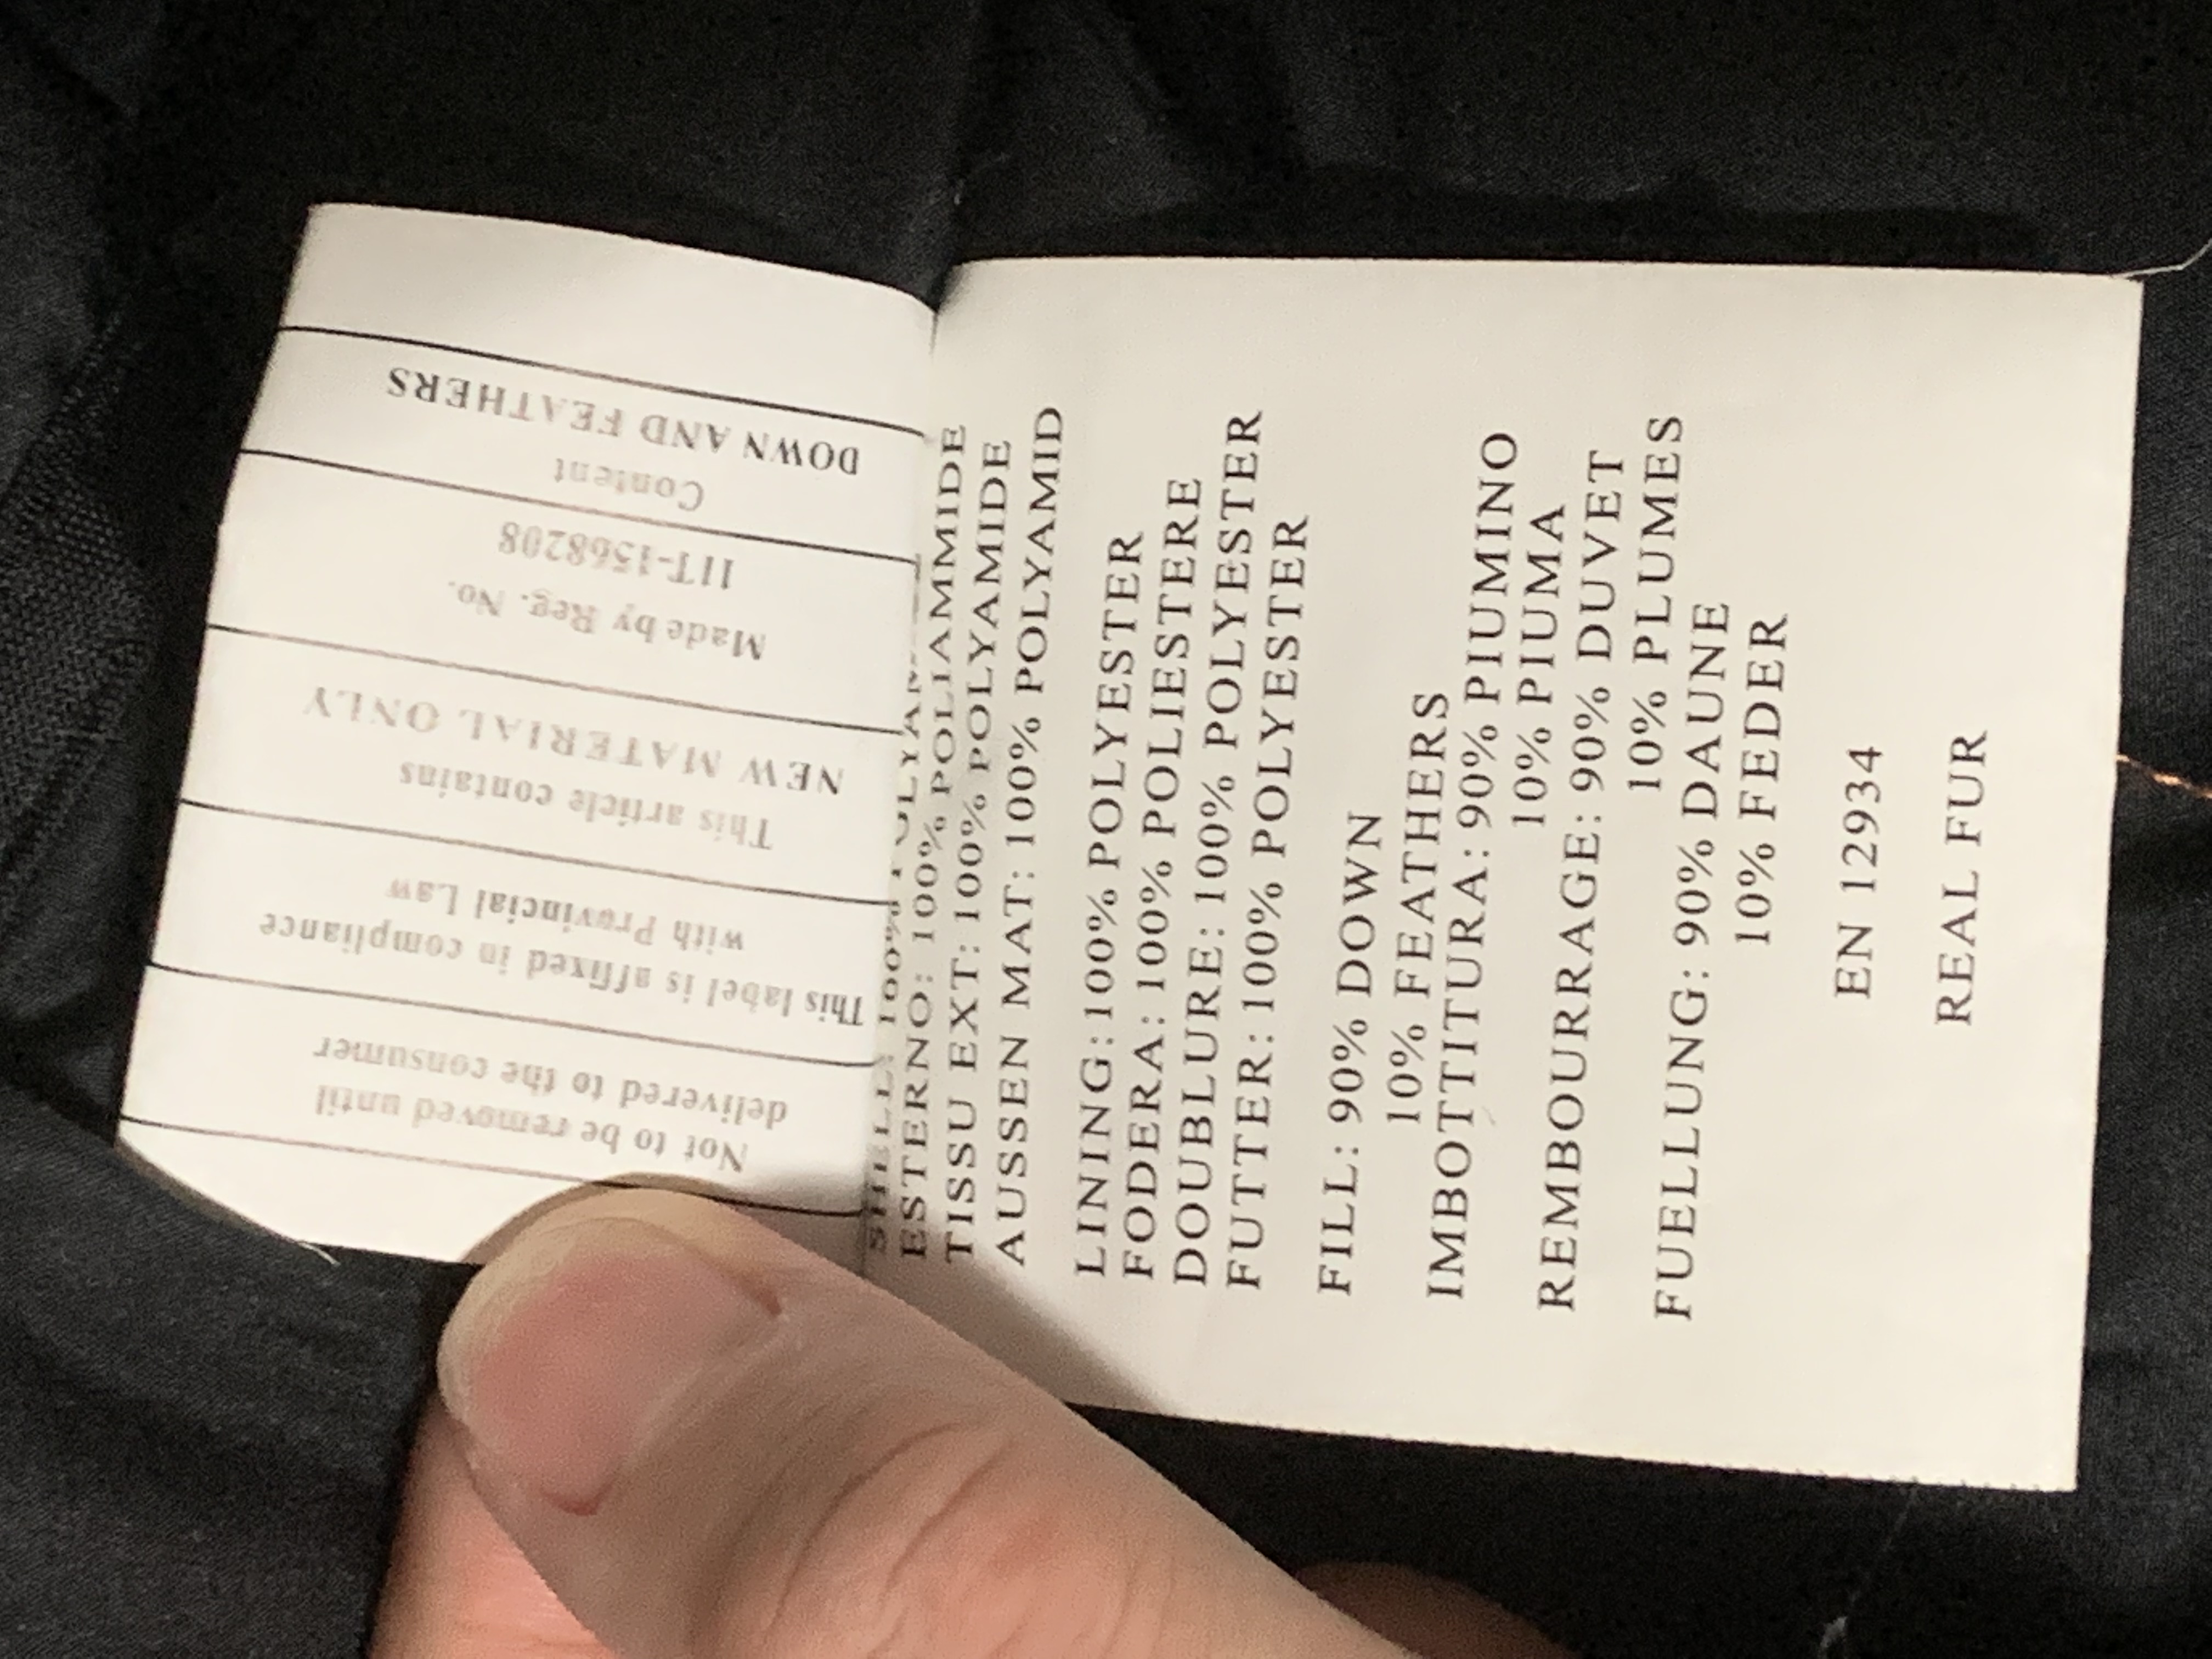 SHELL: 100% POLYAM
ESTERNO: 100% POLIAMMIDE
TISSU EXT: 100% POLYAMIDE
AUSSEN MAT: 100% POLYAMID
LINING: 100% POLYESTER
FODERA: 100% POLIESTERE
DOUBLURE: 100% POLYESTER
FUTTER: 100% POLYESTER
FILL: 90% DOWN
10% FEATHERS
IMBOTTITURA: 90% PIUMINO
10% PIUMA
REMBOURRAGE: 90% DUVET
10% PLUMES
FUELLUNG: 90% DAUNE
10% FEDER
EN 12934
REAL FUR
Not to be removed until
delivered to the consumer
This label is affixed in compliance
with Provincial Law
This article contains
NEW MATERIAL ONLY
Made by Reg. No.
IIT-1568208
Content
DOWN AND FEATHERS